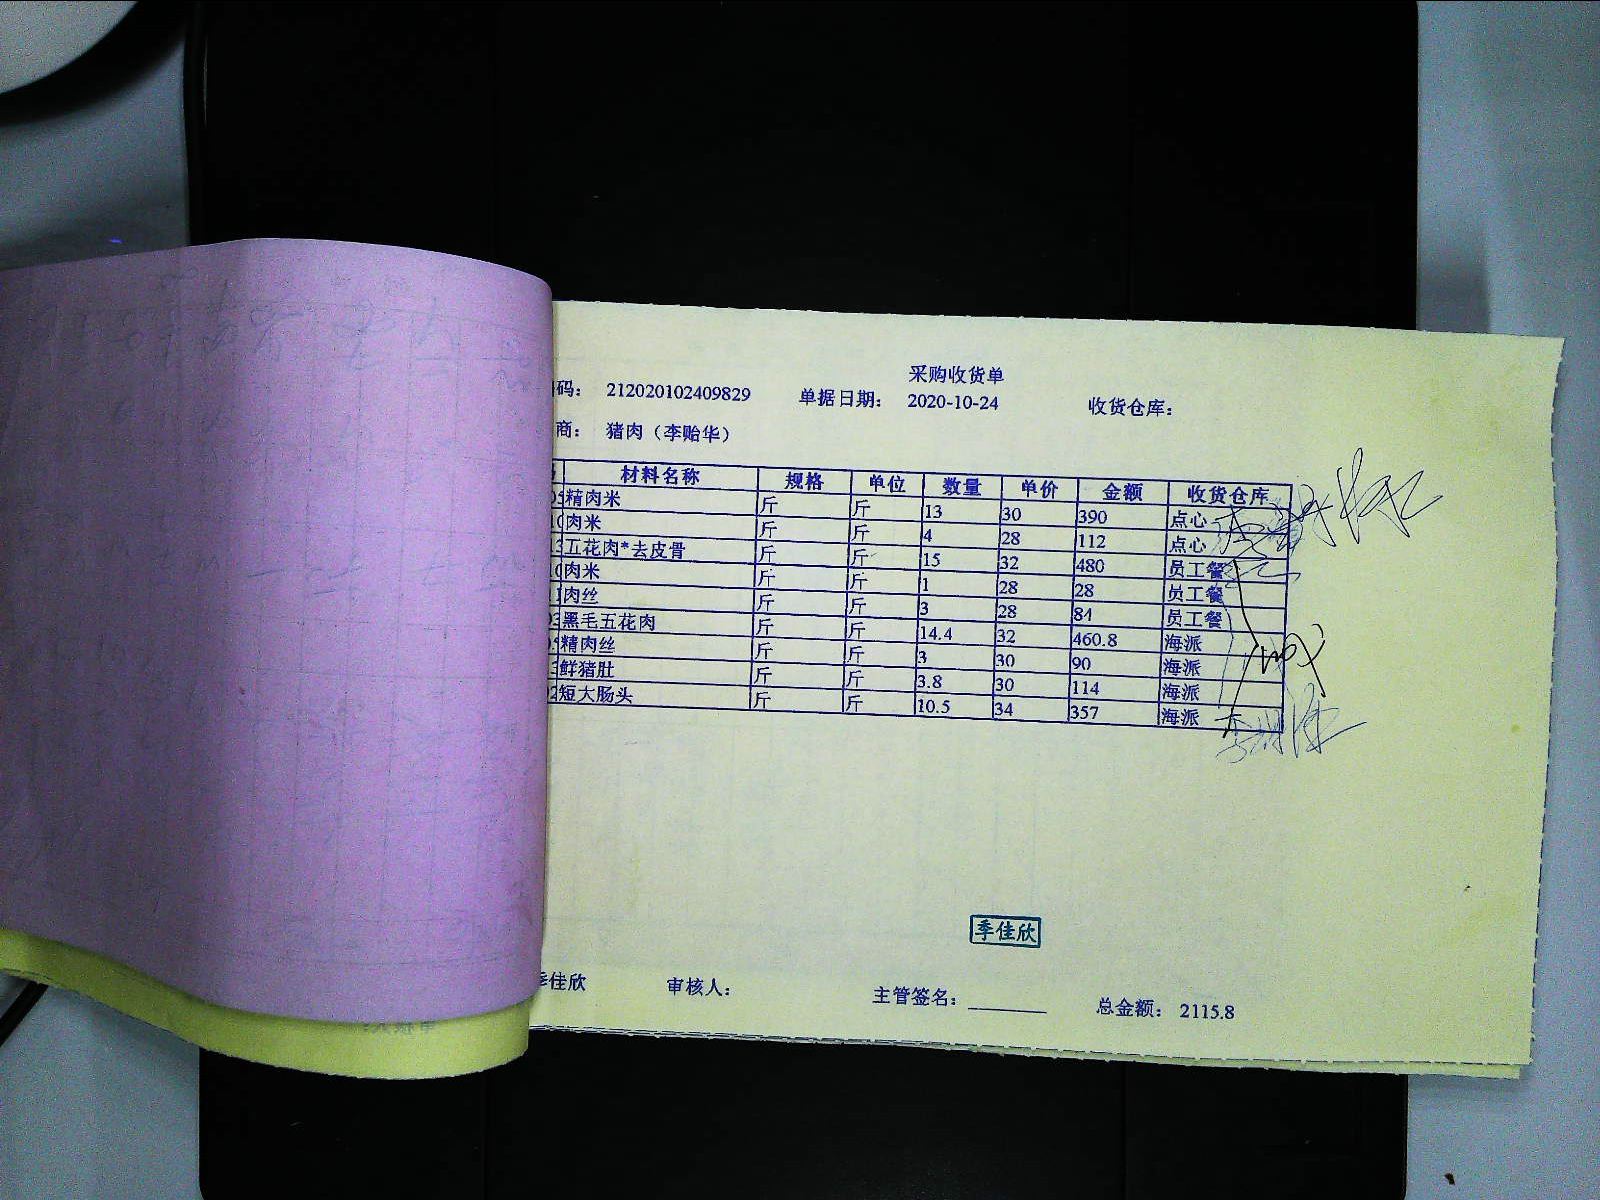 采购收货单
码： 212020102409829 单据日期： 2020-10-24 收货仓库：
商： 猪肉（李贻华）
材料名称 规格 单位 数量 单价 金额 收货仓库
精肉米 斤 斤 13 30 390 点心
肉米 斤 斤 4 28 112 点心
五花肉*去皮骨 斤 斤 15 32 480 员工餐
肉米 斤 斤 1 28 28 员工餐
肉丝 斤 斤 3 28 84 员工餐
黑毛五花肉 斤 斤 14.4 32 460.8 海派
精肉丝 斤 斤 3 30 90 海派
鲜猪肚 斤 斤 3.8 30 114 海派
短大肠头 斤 斤 10.5 34 357 海派
季佳欣
季佳欣 审核人： 主管签名： 总金额： 2115.8